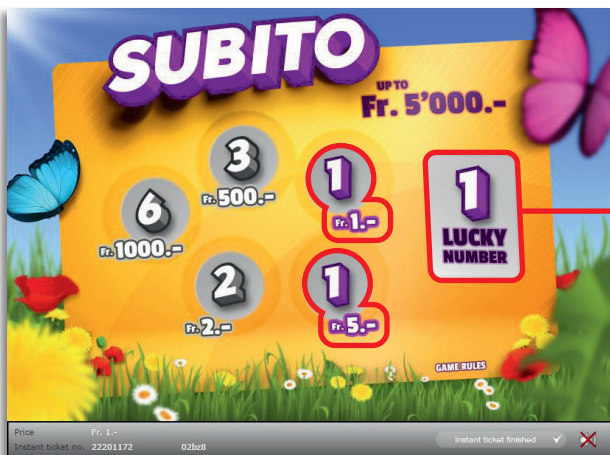 SUBITO
UP TO
Fr. 5'000.-
3
Fr. 500.-
1
Fr. 1.-
6
Fr. 1000.-
1
LUCKY
NUMBER
2
Fr. 2.-
1
Fr. 5.-
GAME RULES
Price Fr. 1.-
Instant ticket no. 22201172 02bz8
Instant ticket finished